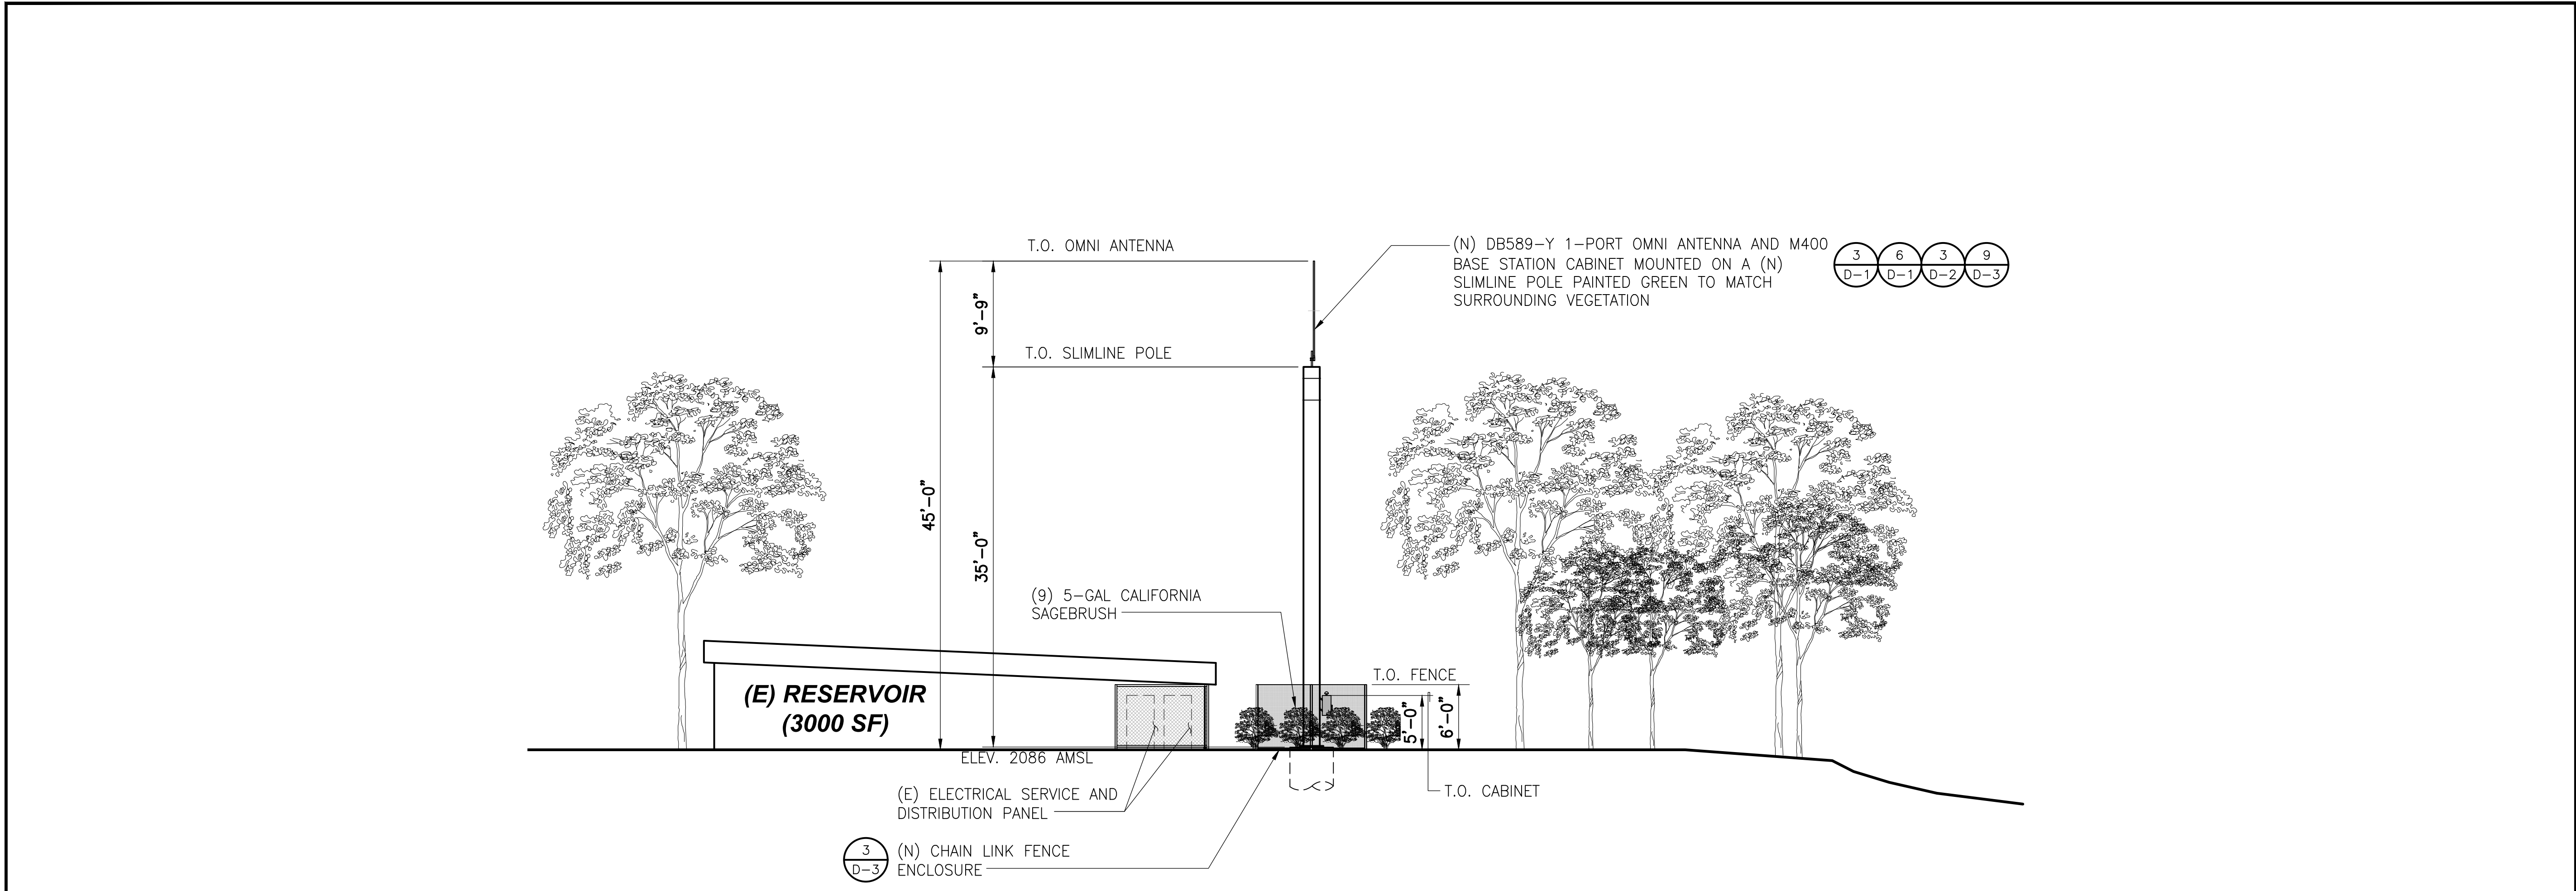 T.O. OMNI ANTENNA
9'-9"
T.O. SLIMLINE POLE
45'-0"
35'-0"
(N) DB589-Y 1-PORT OMNI ANTENNA AND M400
BASE STATION CABINET MOUNTED ON A (N)
SLIMLINE POLE PAINTED GREEN TO MATCH
SURROUNDING VEGETATION
3
D-1
6
D-1
3
D-2
9
D-3
(9) 5-GAL CALIFORNIA
SAGEBRUSH
(E) RESERVOIR
(3000 SF)
T.O. FENCE
5'-0"
6'-0"
ELEV. 2086 AMSL
(E) ELECTRICAL SERVICE AND
DISTRIBUTION PANEL
T.O. CABINET
3
D-3
(N) CHAIN LINK FENCE
ENCLOSURE